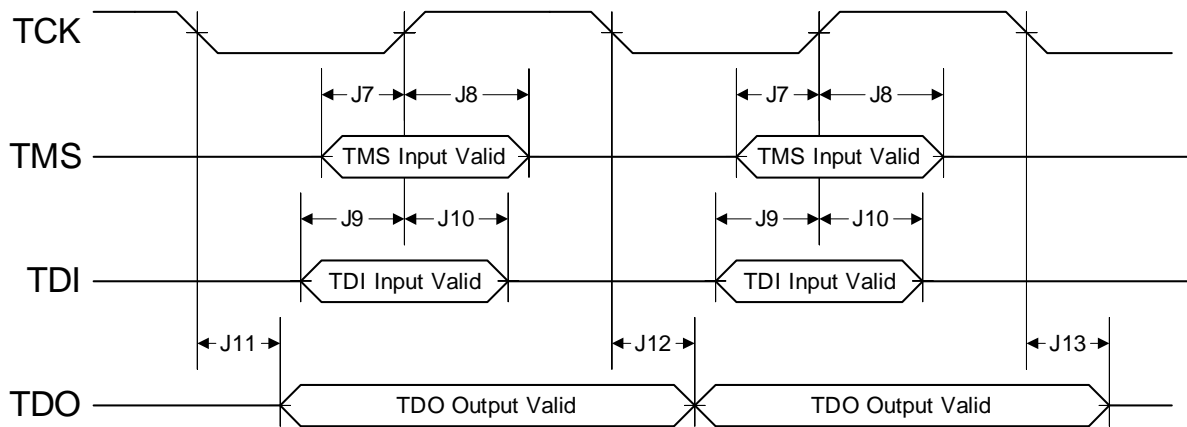 TCK
J7 J8 J7 J8
TMS TMS Input Valid TMS Input Valid
J9 J10 J9 J10
TDI TDI Input Valid TDI Input Valid
J11 J12 J13
TDO TDO Output Valid TDO Output Valid